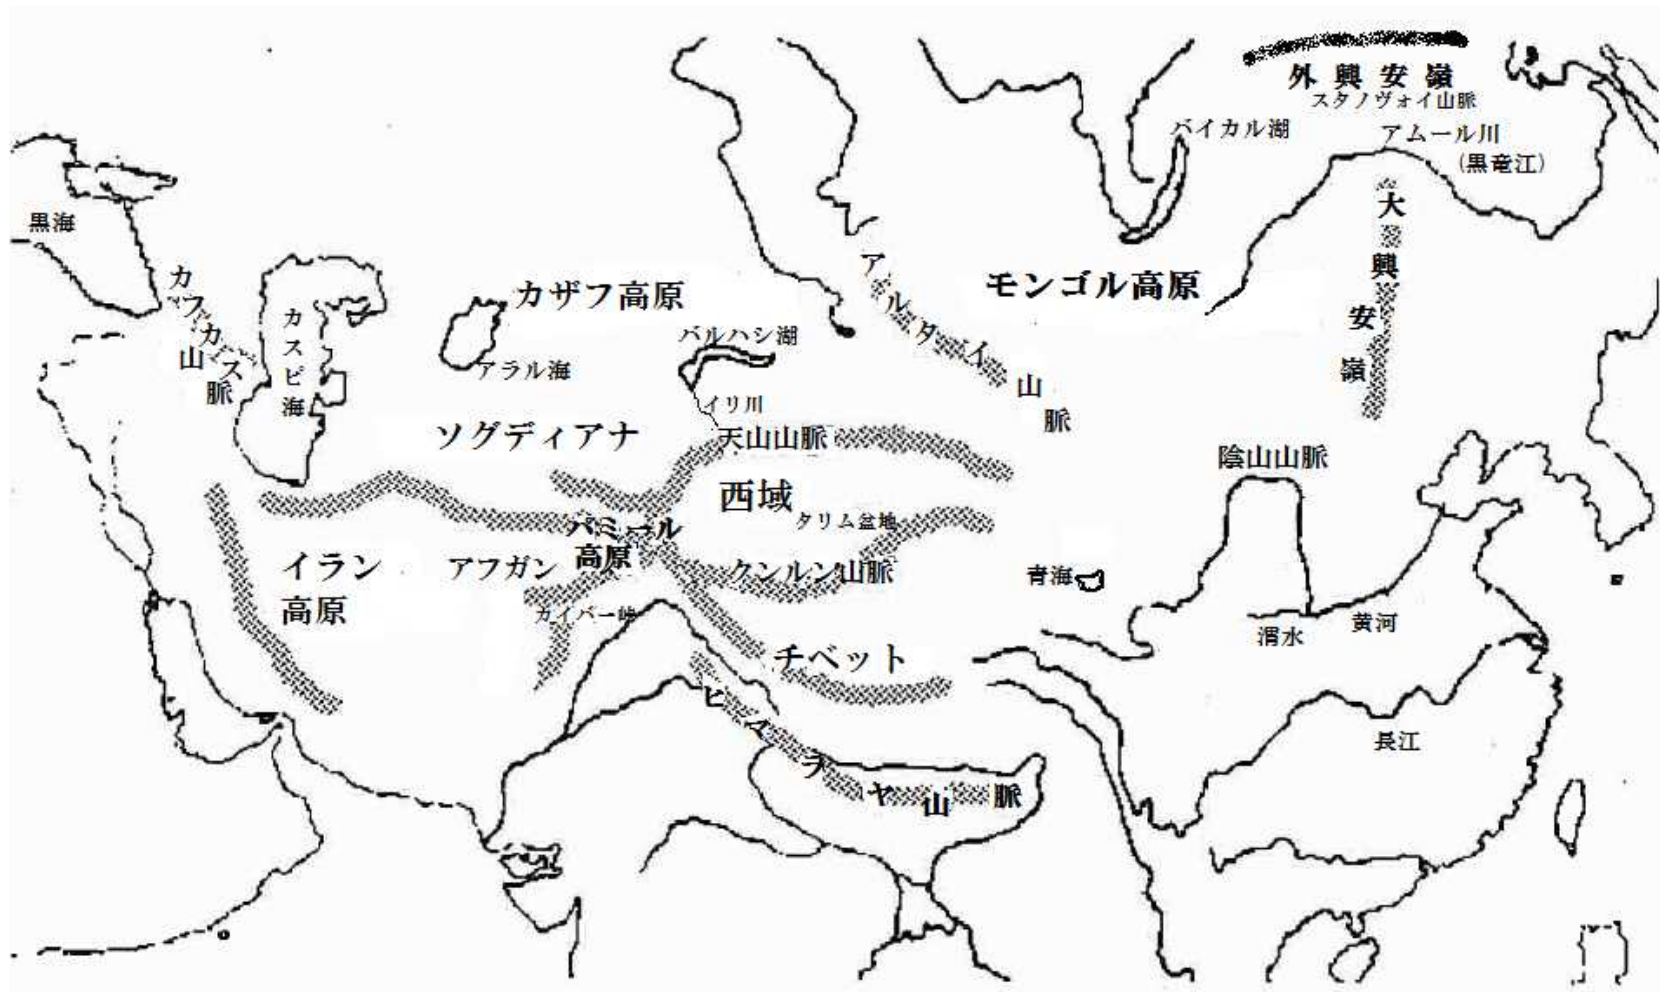 外興安嶺
スタノヴォイ山脈
バイカル湖
アムール川
(黒竜江)
黒海
大興安嶺
カフカス山脈
カスピ海
カザフ高原
アラル海
バルハシ湖
イリ川
アルタイ山脈
モンゴル高原
ソグディアナ
天山山脈
陰山山脈
西域
タリム盆地
パミール
高原
イラン
高原
アフガン
クンルン山脈
青海
カイバー峠
渭水
黄河
チベット
ヒマラヤ山脈
長江